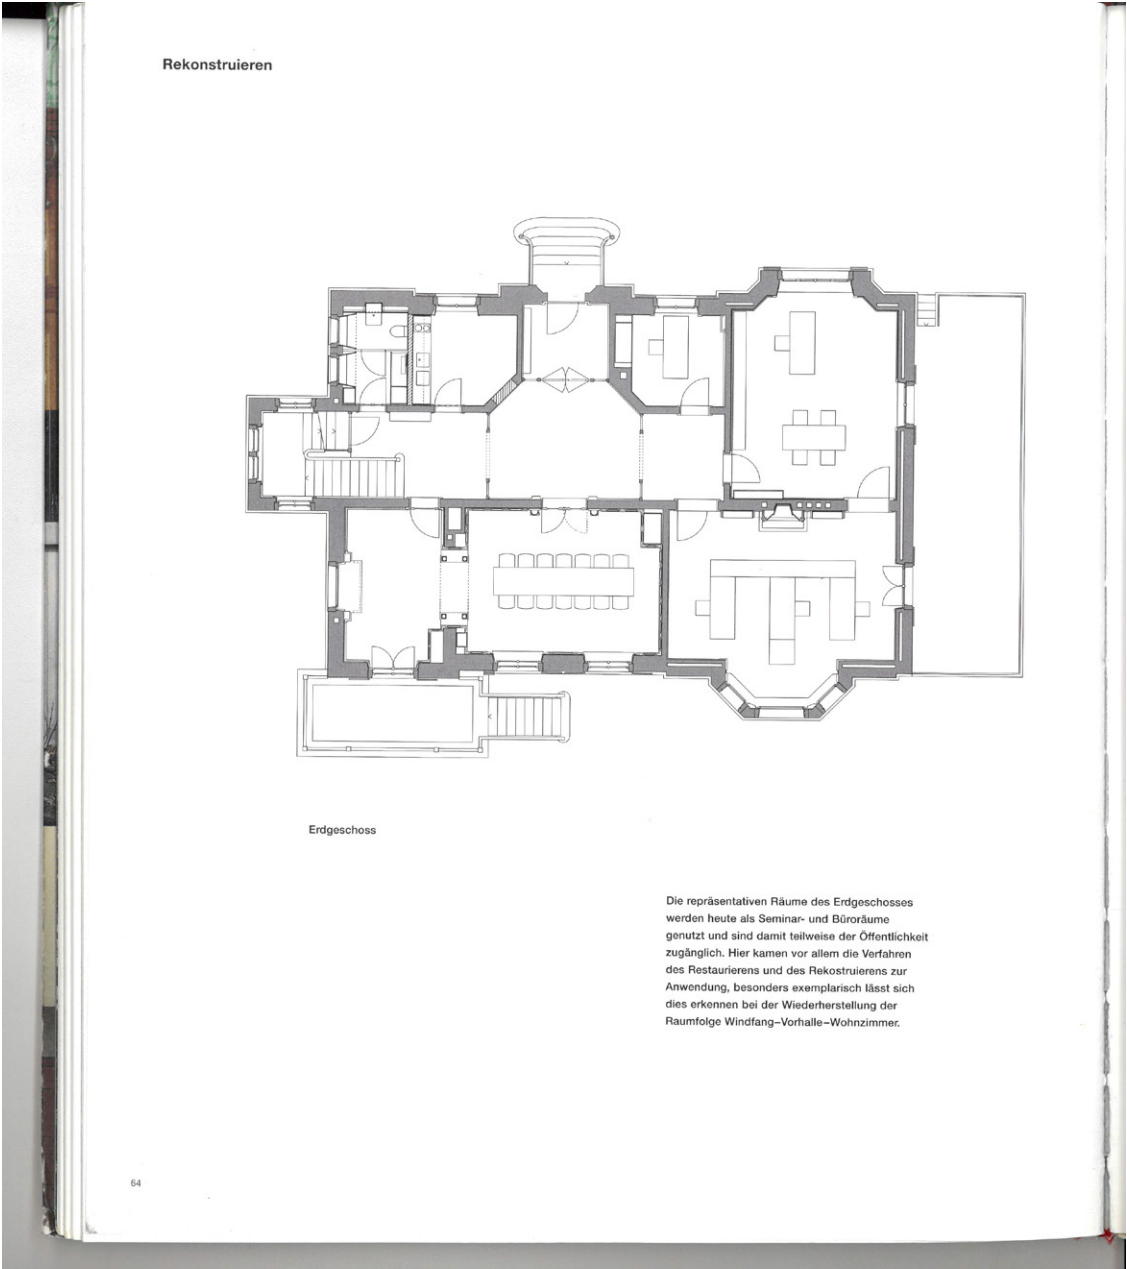 Rekonstruieren
Erdgeschoss
Die repräsentativen Räume des Erdgeschosses
werden heute als Seminar- und Büroräume
genutzt und sind damit teilweise der Öffentlichkeit
zugänglich. Hier kamen vor allem die Verfahren
des Restaurierens und des Rekostruierens zur
Anwendung, besonders exemplarisch lässt sich
dies erkennen bei der Wiederherstellung der
Raumfolge Windfang–Vorhalle–Wohnzimmer.
64